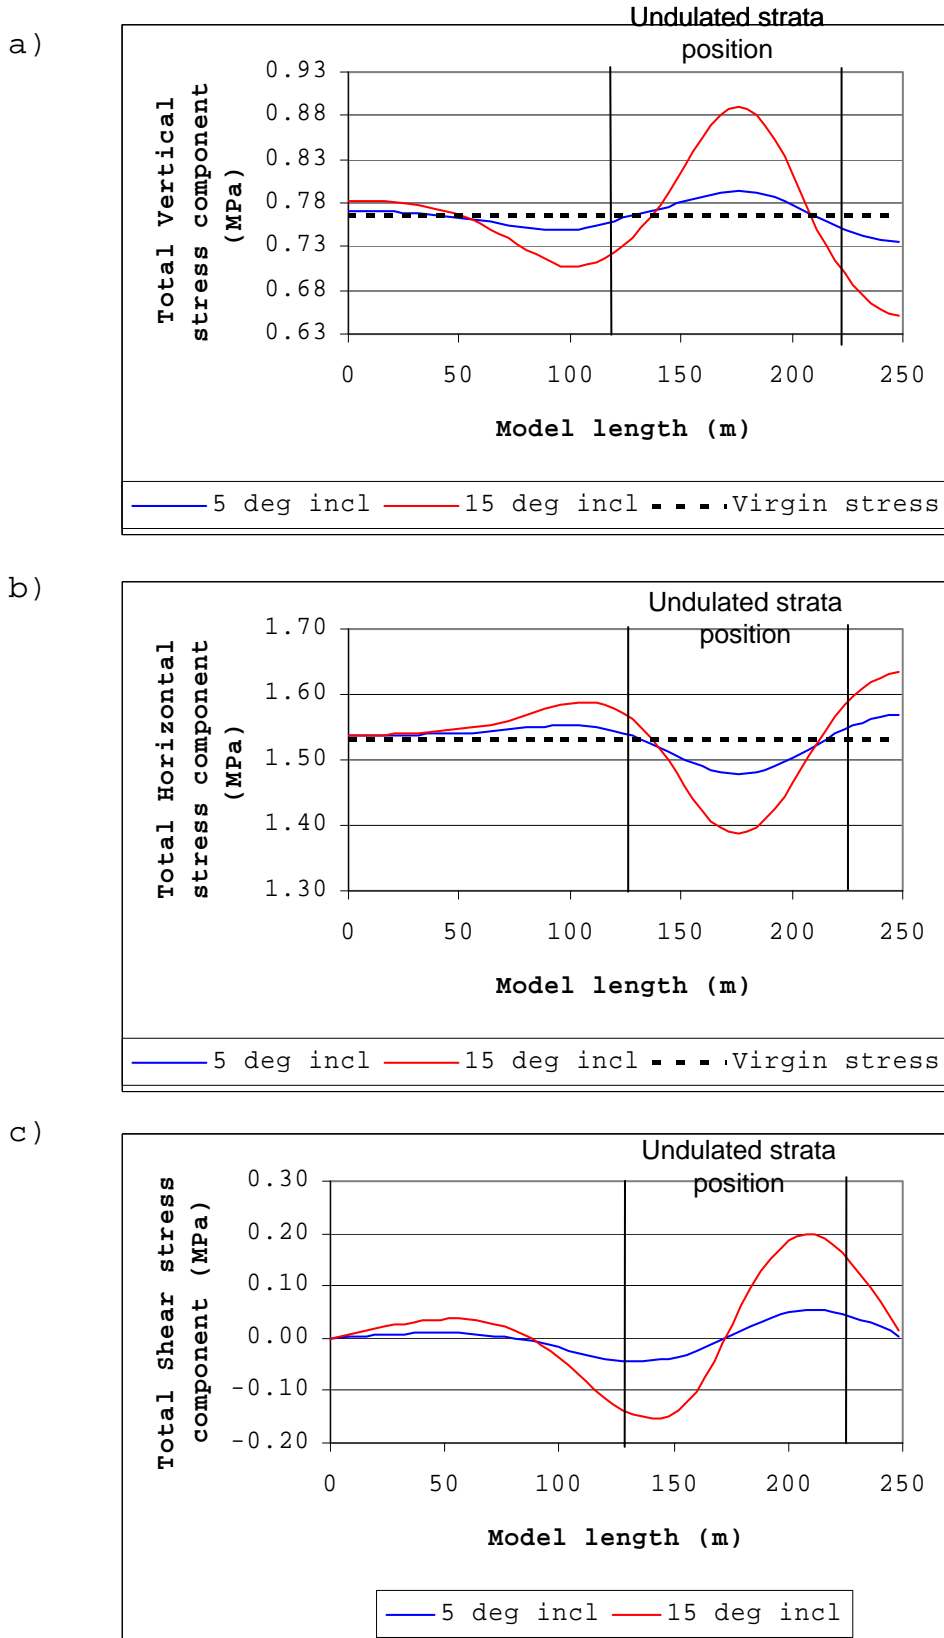 a)
Undulated strata
position
Total Vertical
stress component
(MPa)
0.93
0.88
0.83
0.78
0.73
0.68
0.63
0 50 100 150 200 250
Model length (m)
5 deg incl 15 deg incl Virgin stress
b)
Undulated strata
position
Total Horizontal
stress component
(MPa)
1.70
1.60
1.50
1.40
1.30
0 50 100 150 200 250
Model length (m)
5 deg incl 15 deg incl Virgin stress
c)
Undulated strata
position
Total Shear stress
component (MPa)
0.30
0.20
0.10
0.00
-0.10
-0.20
0 50 100 150 200 250
Model length (m)
5 deg incl 15 deg incl